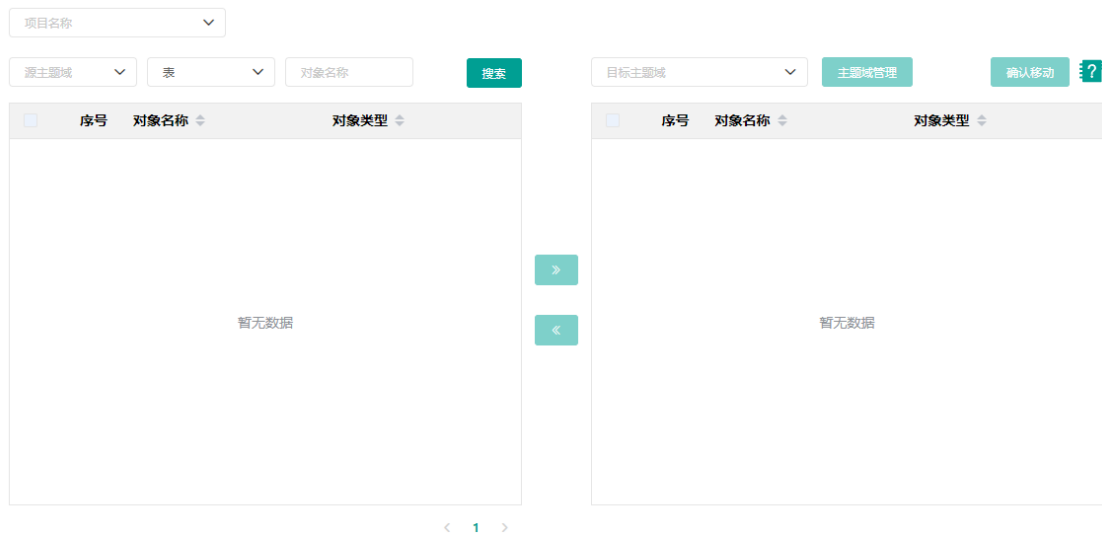 项目名称
源主题域 表 对象名称 搜索 目标主题域 主题域管理 确认移动 ?
序号 对象名称 对象类型 序号 对象名称 对象类型
暂无数据 暂无数据
1